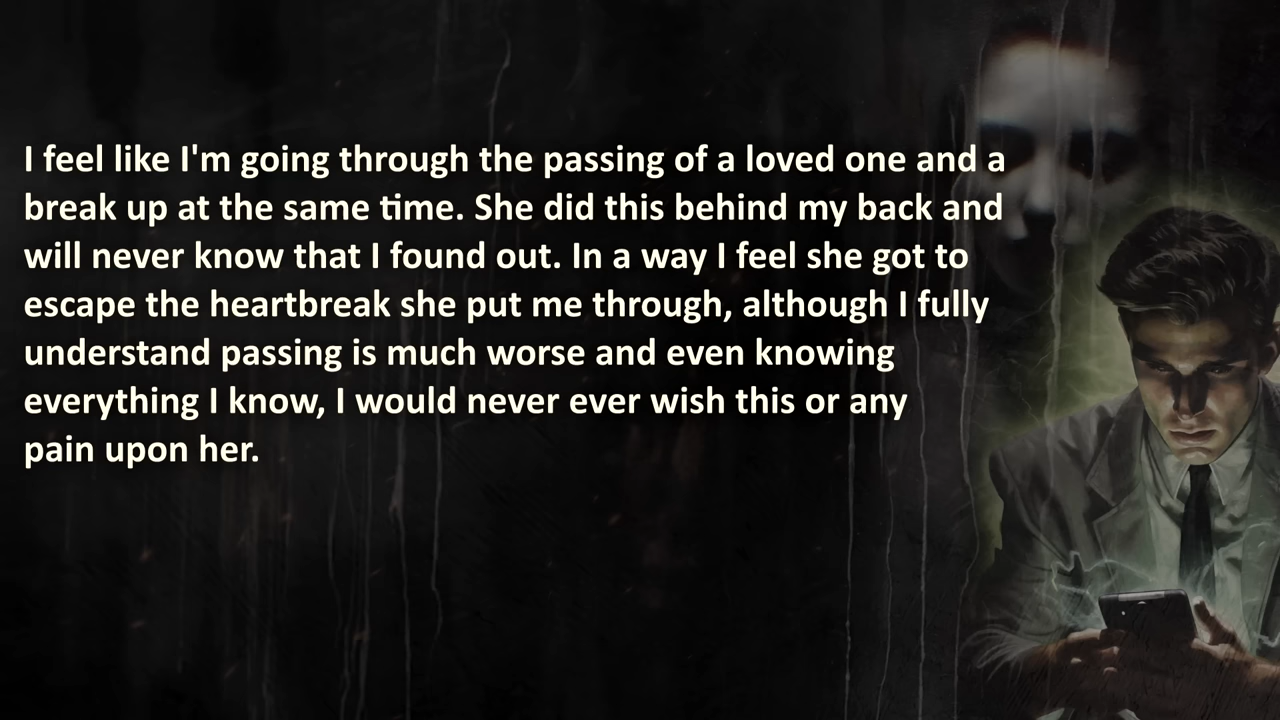 I feel like I'm going through the passing of a loved one and a
break up at the same time. She did this behind my back and
will never know that I found out. In a way I feel she got to
escape the heartbreak she put me through, although I fully
understand passing is much worse and even knowing
everything I know, I would never ever wish this or any
pain upon her.